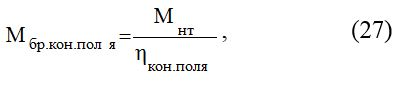 М бр.кон.пол я = М нт / η кон.поля , (27)